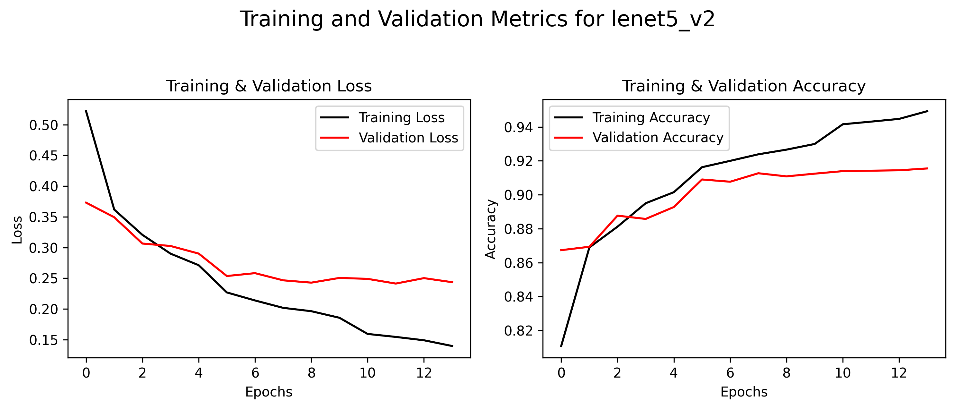 Training and Validation Metrics for lenet5_v2
Training & Validation Loss
Training Loss
Validation Loss
0.50
0.45
0.40
0.35
0.30
0.25
0.20
0.15
Loss
0 2 4 6 8 10 12
Epochs
Training & Validation Accuracy
Training Accuracy
Validation Accuracy
0.94
0.92
0.90
0.88
0.86
0.84
0.82
Accuracy
0 2 4 6 8 10 12
Epochs